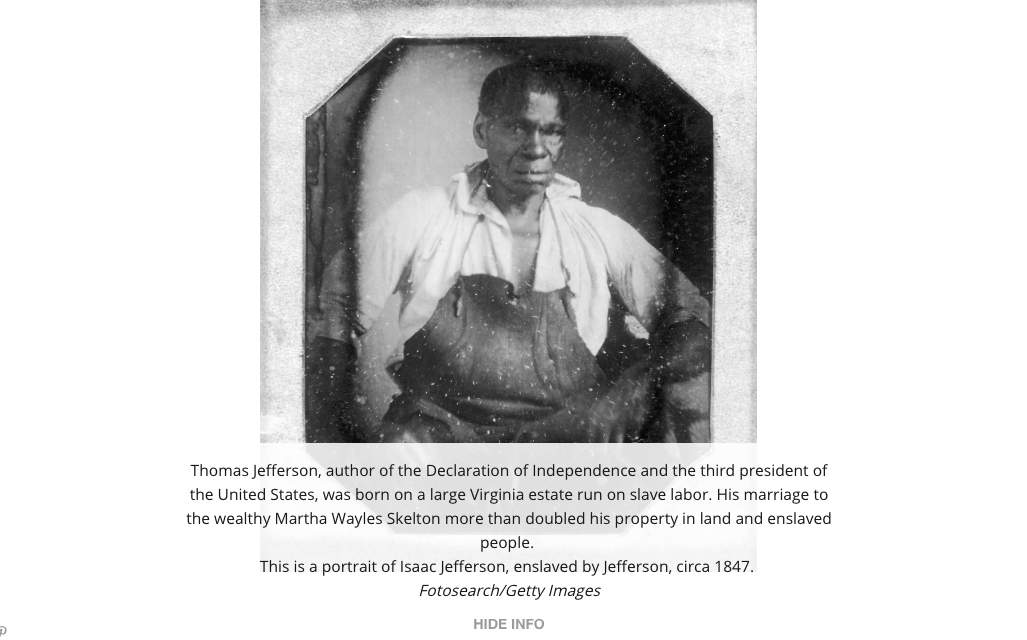 Thomas Jefferson, author of the Declaration of Independence and the third president of
the United States, was born on a large Virginia estate run on slave labor. His marriage to
the wealthy Martha Wayles Skelton more than doubled his property in land and enslaved
people.
This is a portrait of Isaac Jefferson, enslaved by Jefferson, circa 1847.
Fotosearch/Getty Images
HIDE INFO